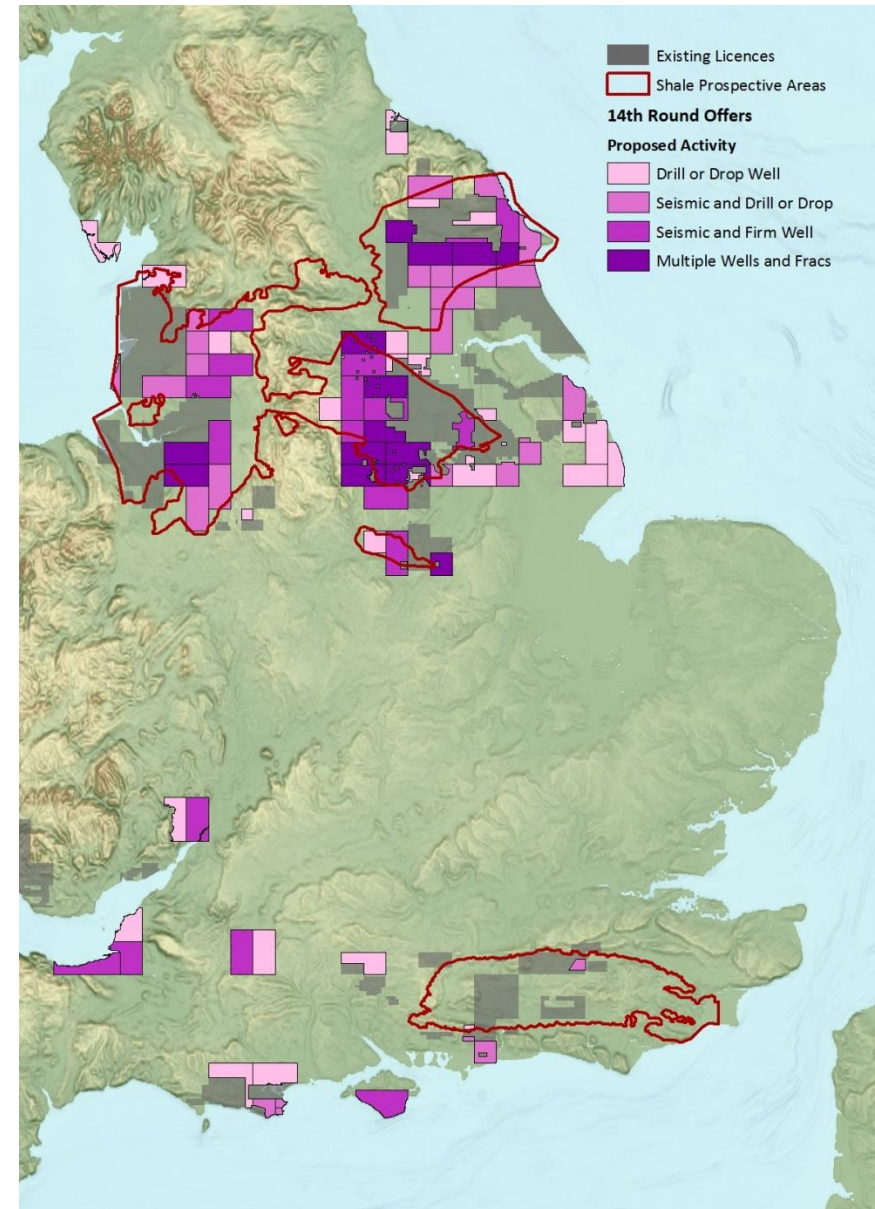 Existing Licences
Shale Prospective Areas
14th Round Offers
Proposed Activity
Drill or Drop Well
Seismic and Drill or Drop
Seismic and Firm Well
Multiple Wells and Fracs